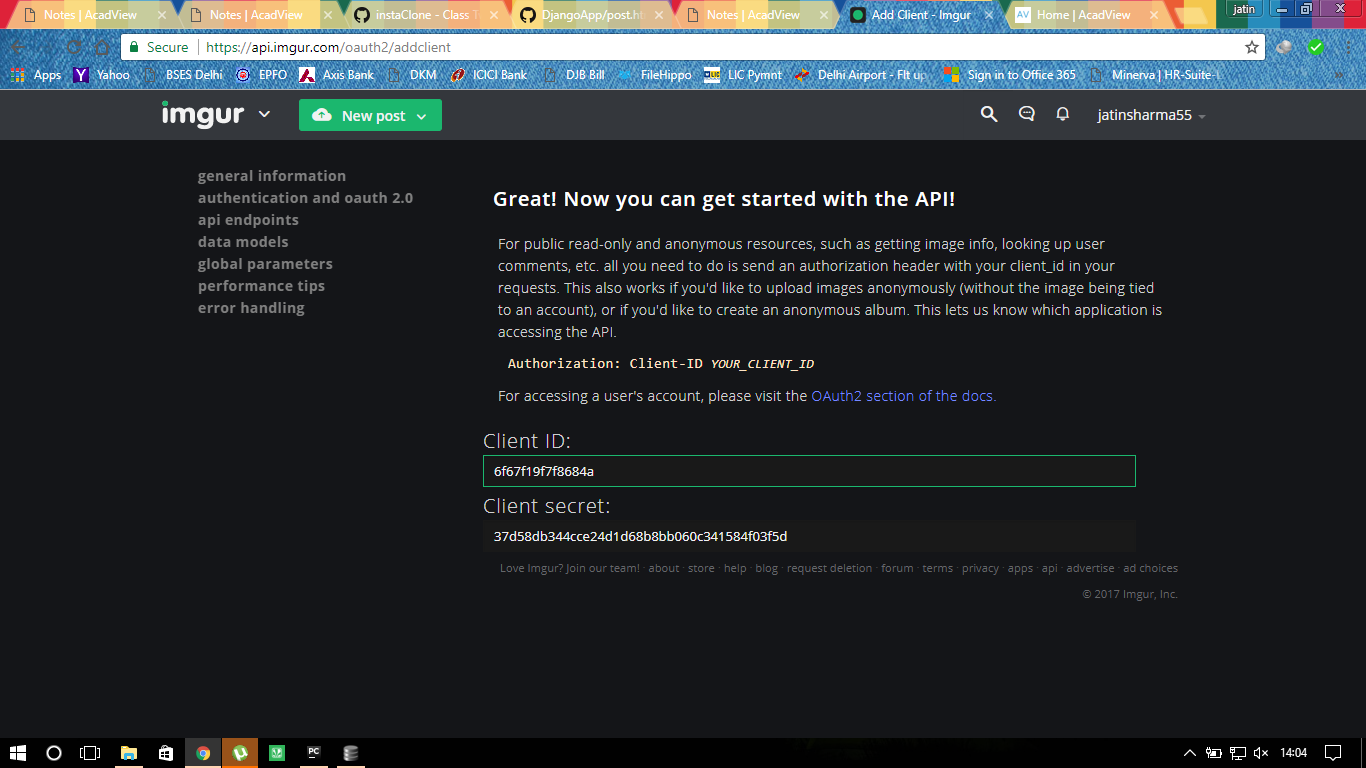 Notes | AcadView
Notes | AcadView
instaClone - Class T
DjangoApp/post.ht
Notes | AcadView
Add Client - Imgur
AV Home | AcadView
jatin
Secure | https://api.imgur.com/oauth2/addclient
Apps
Yahoo
BSES Delhi
EPFO
Axis Bank
DKM
ICICI Bank
DJB Bill
FileHippo
LIC Pymnt
Delhi Airport - Flt up
Sign in to Office 365
Minerva | HR-Suite-
imgur
New post
jatinsharma55
general information
authentication and oauth 2.0
api endpoints
data models
global parameters
performance tips
error handling
Great! Now you can get started with the API!
For public read-only and anonymous resources, such as getting image info, looking up user
comments, etc. all you need to do is send an authorization header with your client_id in your
requests. This also works if you'd like to upload images anonymously (without the image being tied
to an account), or if you'd like to create an anonymous album. This lets us know which application is
accessing the API.
Authorization: Client-ID YOUR_CLIENT_ID
For accessing a user's account, please visit the OAuth2 section of the docs.
Client ID:
6f67f19f7f8684a
Client secret:
37d58db344cce24d1d68b8bb060c341584f03f5d
Love Imgur? Join our team! · about · store · help · blog · request deletion · forum · terms · privacy · apps · api · advertise · ad choices
© 2017 Imgur, Inc.
PC
14:04